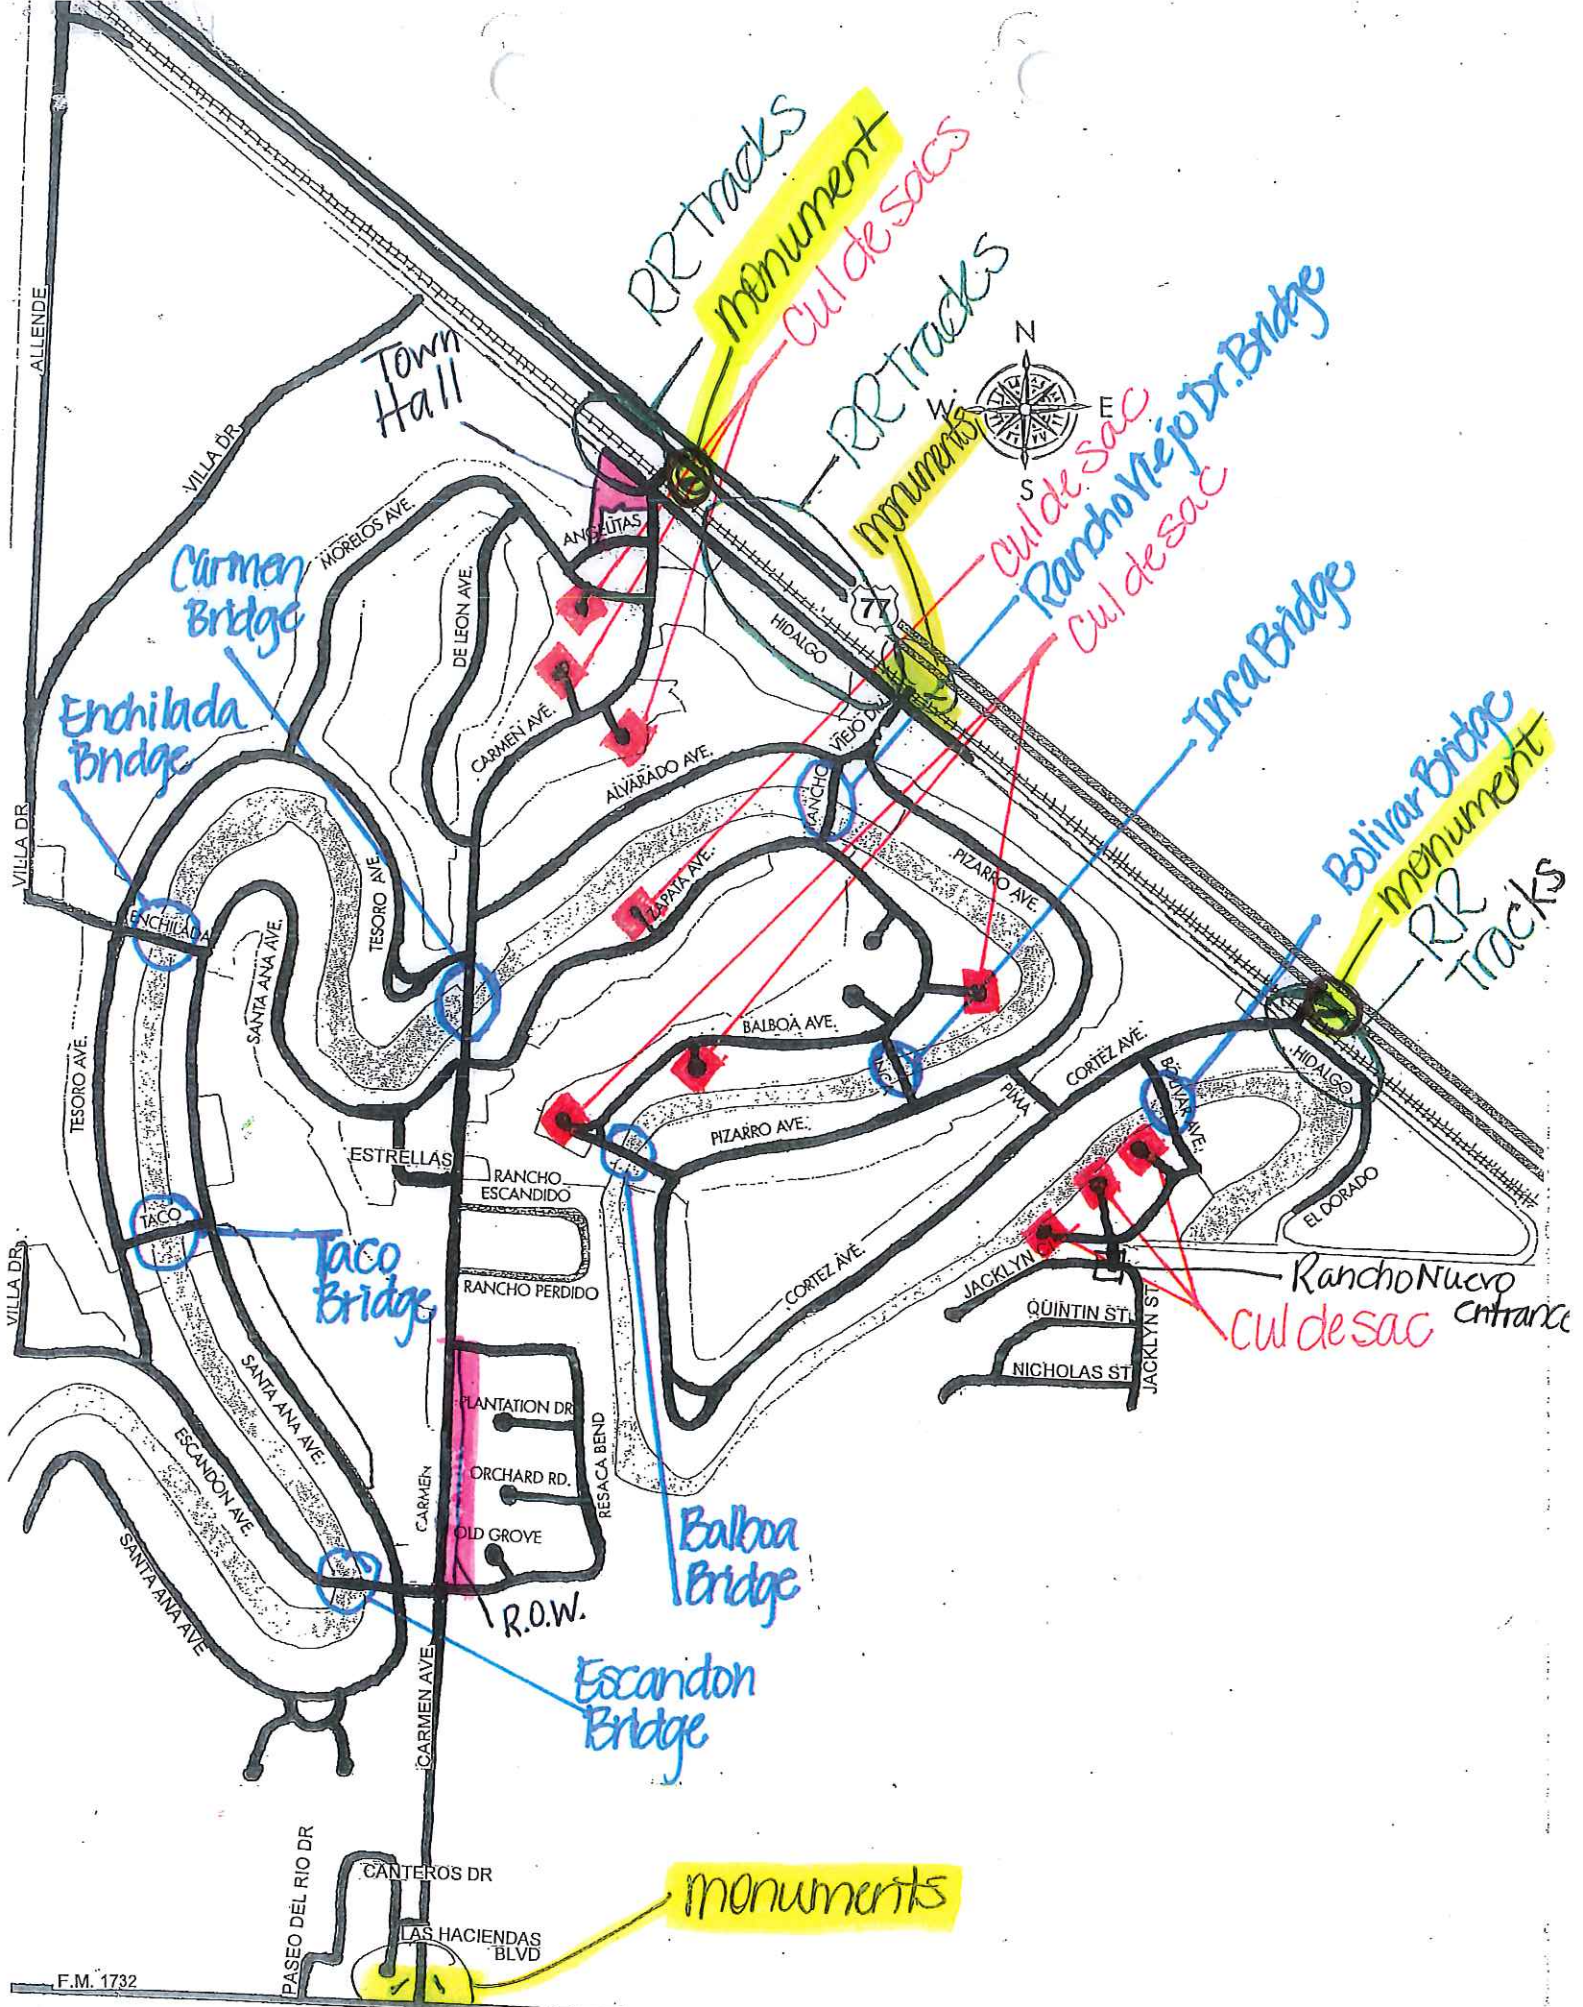 RR Tracks
monument
cul de sacs
RR Tracks
ALLENDE
Town
Hall
N
W
E
S
monuments
cul de sac
Rancho Viejo Dr. Bridge
cul de sac
VILLA DR
MORELOS AVE.
ANGELITAS
Carmen
Bridge
DE LEON AVE.
77
HIDALGO
Inca Bridge
Enchilada
Bridge
CARMEN AVE.
ALVARADO AVE.
RANCHO
VIEJO DR.
Bolivar Bridge
monument
RR
Tracks
VILLA DR
TESORO AVE.
ZAPATA AVE.
PIZARRO AVE.
ENCHILADA
SANTA ANA AVE.
BALBOA AVE.
INCA
PIMA
CORTEZ AVE.
BOLIVAR AVE.
HIDALGO
TESORO AVE.
PIZARRO AVE.
ESTRELLAS
RANCHO
ESCANDIDO
TACO
Taco
Bridge
RANCHO PERDIDO
CORTEZ AVE.
EL DORADO
VILLA DR
JACKLYN
Rancho Nuevo
entrance
QUINTIN ST
JACKLYN ST
cul de sac
NICHOLAS ST
SANTA ANA AVE.
PLANTATION DR
ESCANDON AVE.
CARMEN
ORCHARD RD.
RESACA BEND
OLD GROVE
Balboa
Bridge
SANTA ANA AVE
R.O.W.
Escandon
Bridge
CARMEN AVE
PASEO DEL RIO DR
CANTEROS DR
monuments
LAS HACIENDAS
BLVD
F.M. 1732